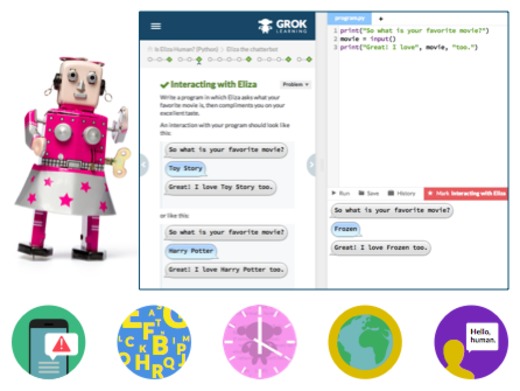 GROK
LEARNING
Is Eliza Human? (Python)
Eliza the chatterbot
Interacting with Eliza
Problem
Write a program in which Eliza asks what your
favorite movie is, then compliments you on your
excellent taste.
An interaction with your program should look like
this:
So what is your favorite movie?
Toy Story
Great! I love Toy Story too.
or like this:
So what is your favorite movie?
Harry Potter
Great! I love Harry Potter too.
program.py
+
1 print("So what is your favorite movie?")
2 movie = input()
3 print("Great! I love", movie, "too.")
Run
Save
History
Mark Interacting with Eliza
So what is your favorite movie?
Frozen
Great! I love Frozen too.
Hello,
human.